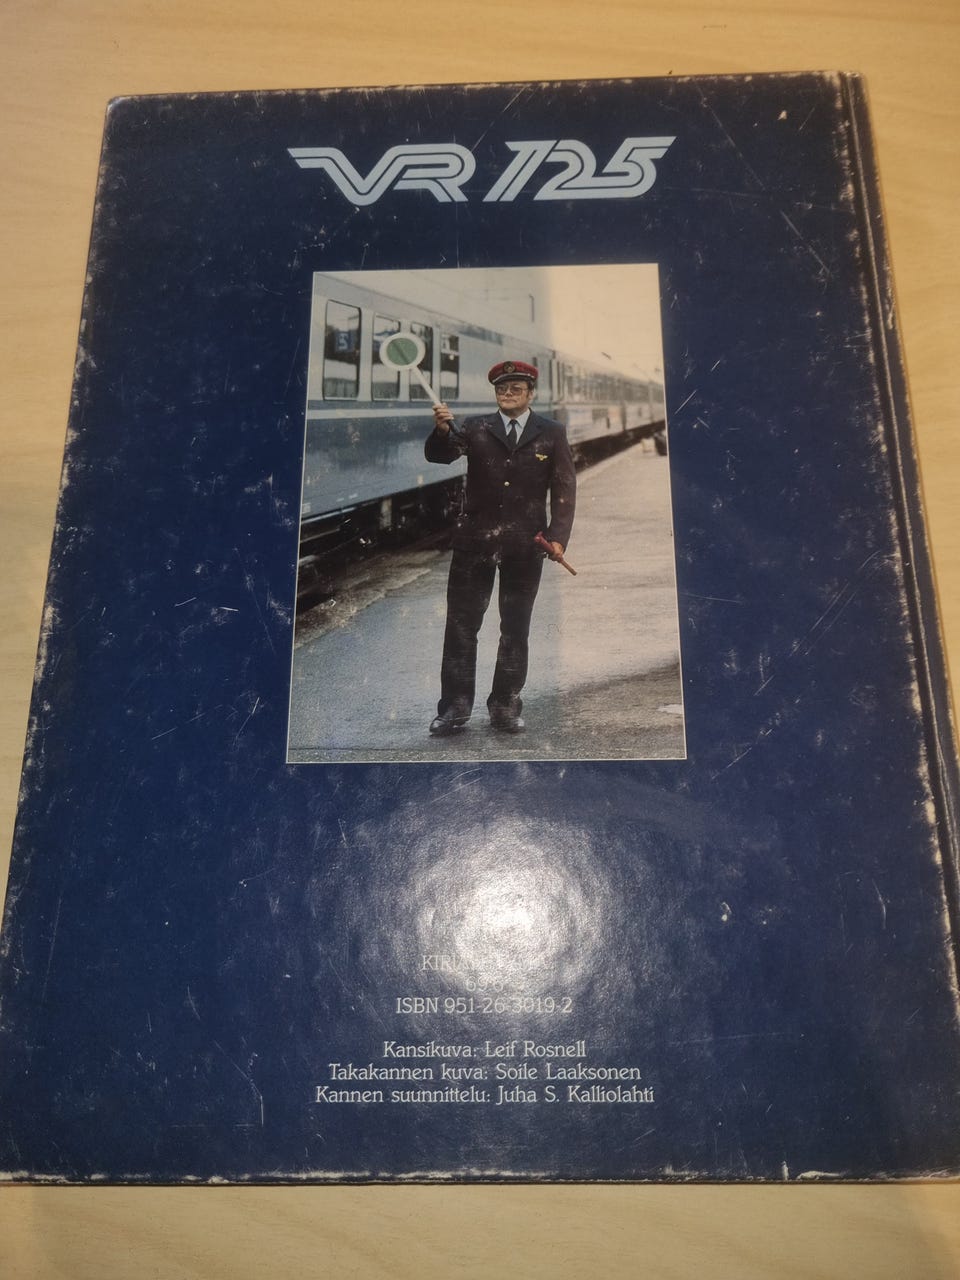 VR 125
ISBN 951-26-3019-2
Kansikuva: Leif Rosnell
Takakannen kuva: Soile Laaksonen
Kannen suunnittelu: Juha S. Kalliolahti